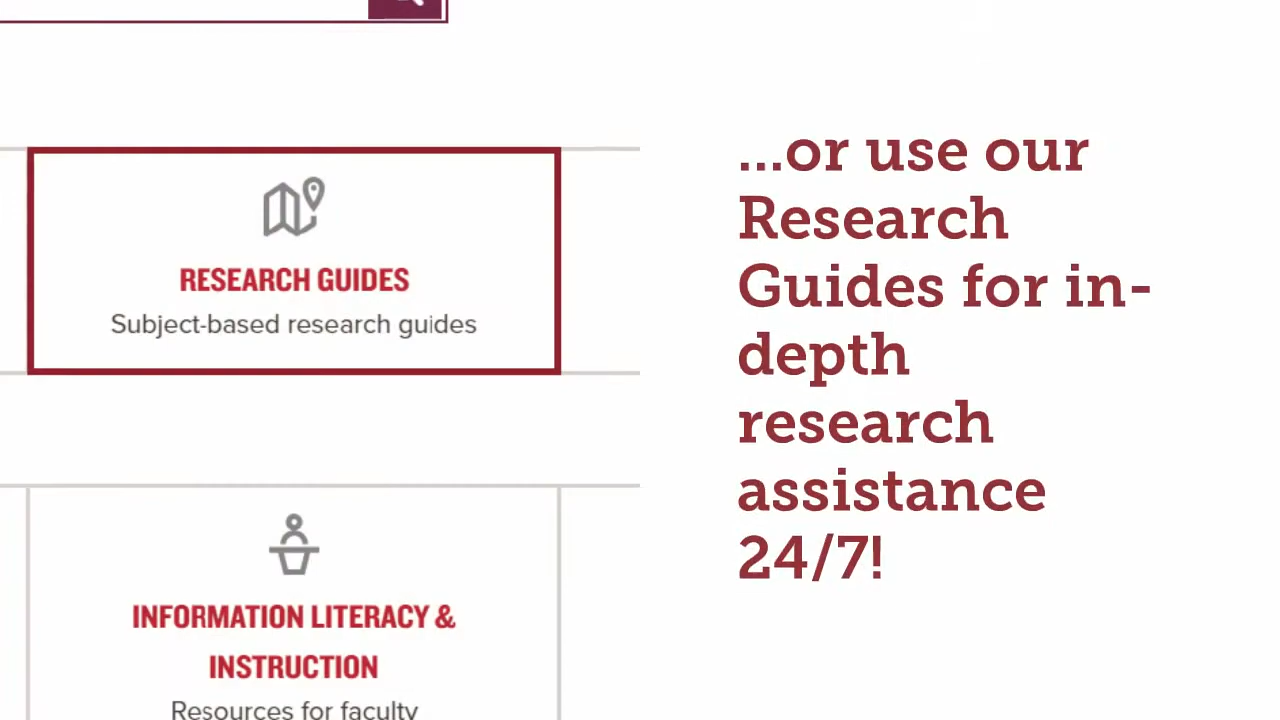 RESEARCH GUIDES
Subject-based research guides
INFORMATION LITERACY &
INSTRUCTION
Resources for faculty
...or use our
Research
Guides for in-
depth
research
assistance
24/7!